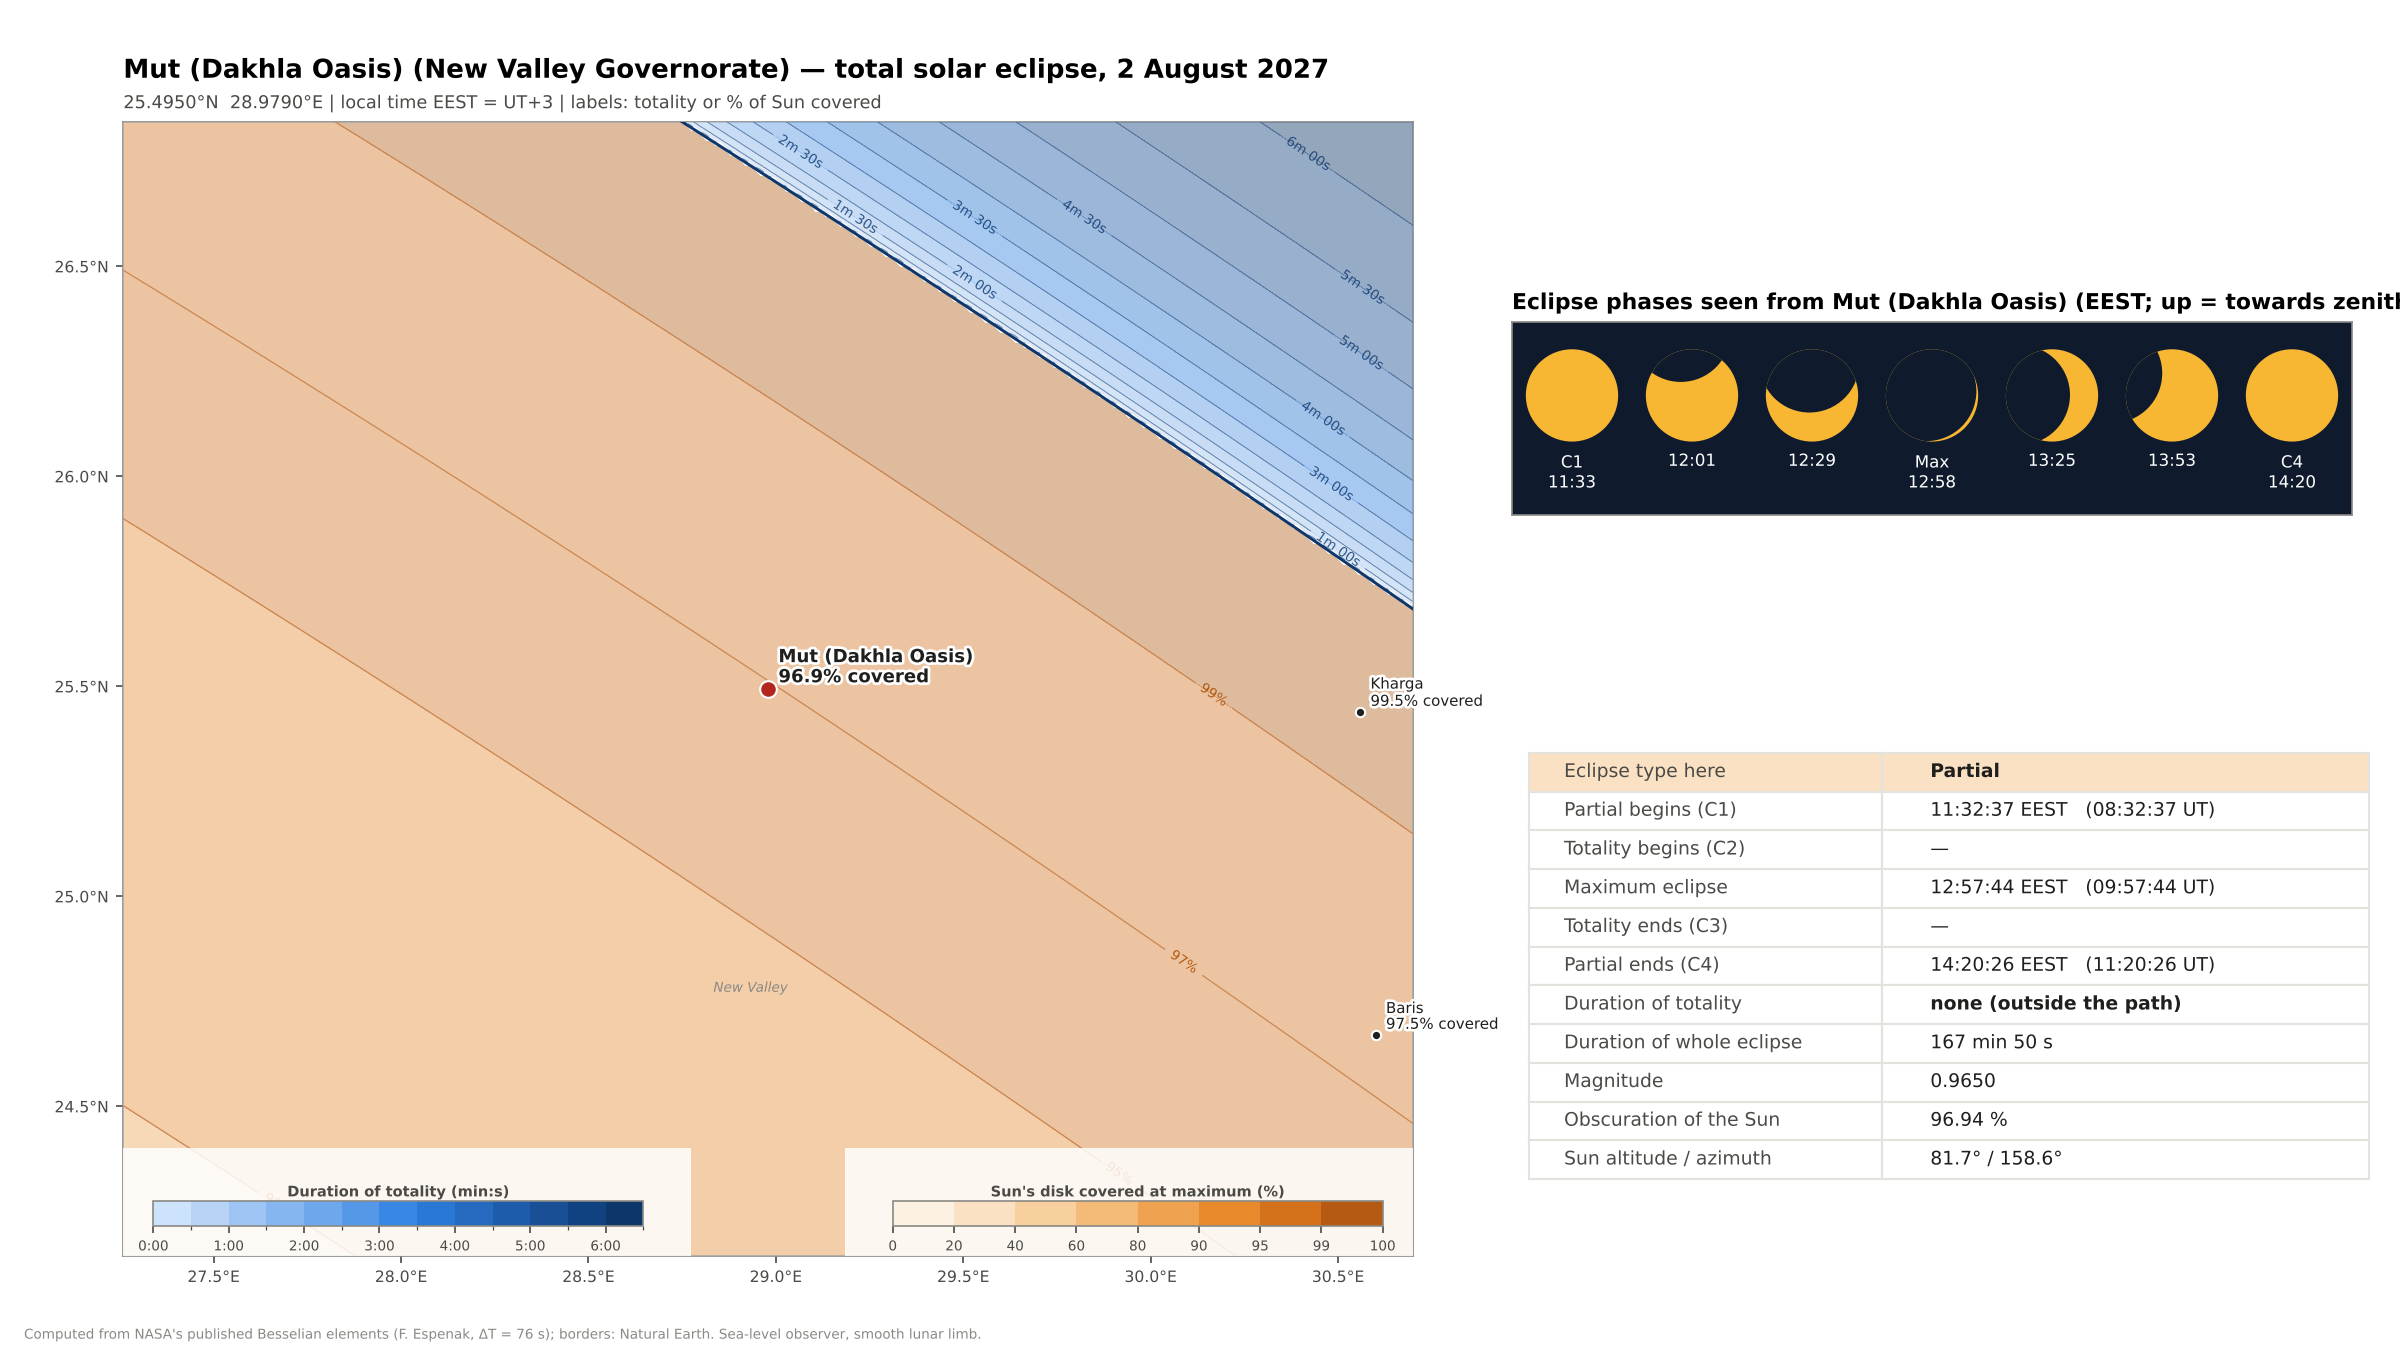 Mut (Dakhla Oasis) (New Valley Governorate) — total solar eclipse, 2 August 2027
25.4950°N  28.9790°E | local time EEST = UT+3 | labels: totality or % of Sun covered
6m 00s
2m 30s
1m 30s
3m 30s
4m 30s
2m 00s
5m 30s
5m 00s
4m 00s
3m 00s
1m 00s
26.5°N
26.0°N
25.5°N
25.0°N
24.5°N
Mut (Dakhla Oasis)
96.9% covered
99%
Kharga
99.5% covered
97%
New Valley
Baris
97.5% covered
95%
Duration of totality (min:s)
0:00 1:00 2:00 3:00 4:00 5:00 6:00
Sun's disk covered at maximum (%)
0 20 40 60 80 90 95 99 100
27.5°E 28.0°E 28.5°E 29.0°E 29.5°E 30.0°E 30.5°E
Eclipse phases seen from Mut (Dakhla Oasis) (EEST; up = towards zenith
C1 12:01 12:29 Max 13:25 13:53 C4
11:33 12:58 14:20
Eclipse type here Partial
Partial begins (C1) 11:32:37 EEST (08:32:37 UT)
Totality begins (C2) —
Maximum eclipse 12:57:44 EEST (09:57:44 UT)
Totality ends (C3) —
Partial ends (C4) 14:20:26 EEST (11:20:26 UT)
Duration of totality none (outside the path)
Duration of whole eclipse 167 min 50 s
Magnitude 0.9650
Obscuration of the Sun 96.94 %
Sun altitude / azimuth 81.7° / 158.6°
Computed from NASA's published Besselian elements (F. Espenak, ΔT = 76 s); borders: Natural Earth. Sea-level observer, smooth lunar limb.